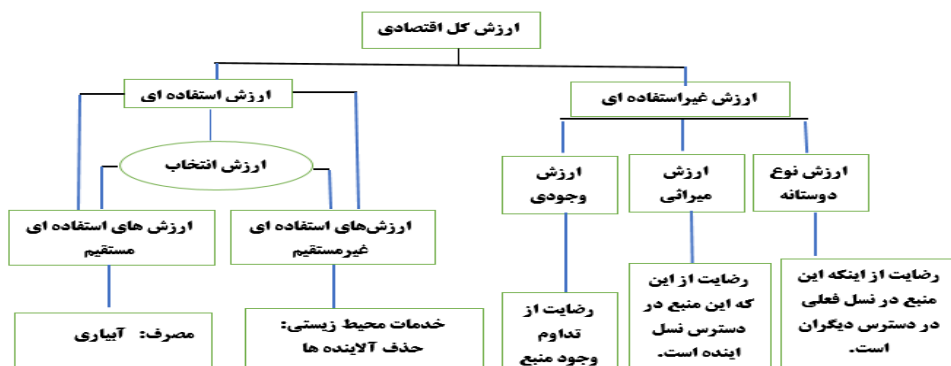 ارزش کل اقتصادی
ارزش غیراستفاده ای
ارزش استفاده ای
ارزش نوع
دوستانه
ارزش
میراثی
ارزش
وجودی
ارزش انتخاب
ارزش‌های استفاده ای
غیرمستقیم
ارزش های استفاده ای
مستقیم
رضایت از اینکه این
منبع در نسل فعلی
در دسترس دیگران
است.
رضایت از این
که این منبع در
دسترس نسل
اینده است.
رضایت از
تداوم
وجود منبع
خدمات محیط زیستی:
حذف آلاینده ها
مصرف: آبیاری